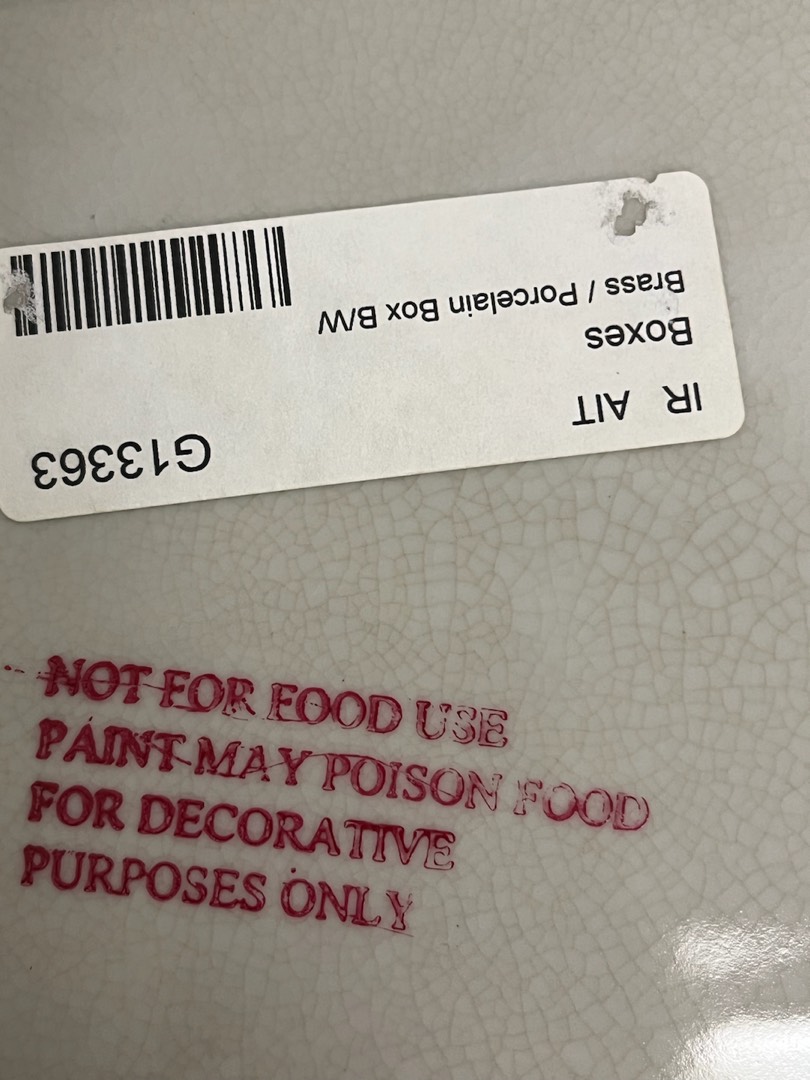 G13363
IR AIT
Boxes
Brass / Porcelain Box B/W
NOT FOR FOOD USE
PAINT MAY POISON FOOD
FOR DECORATIVE
PURPOSES ONLY